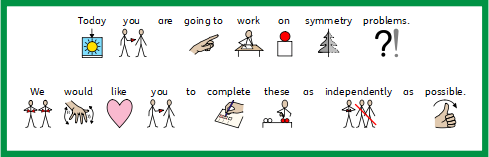 Today you are going to work on symmetry problems.
We would like you to complete these as independently as possible.